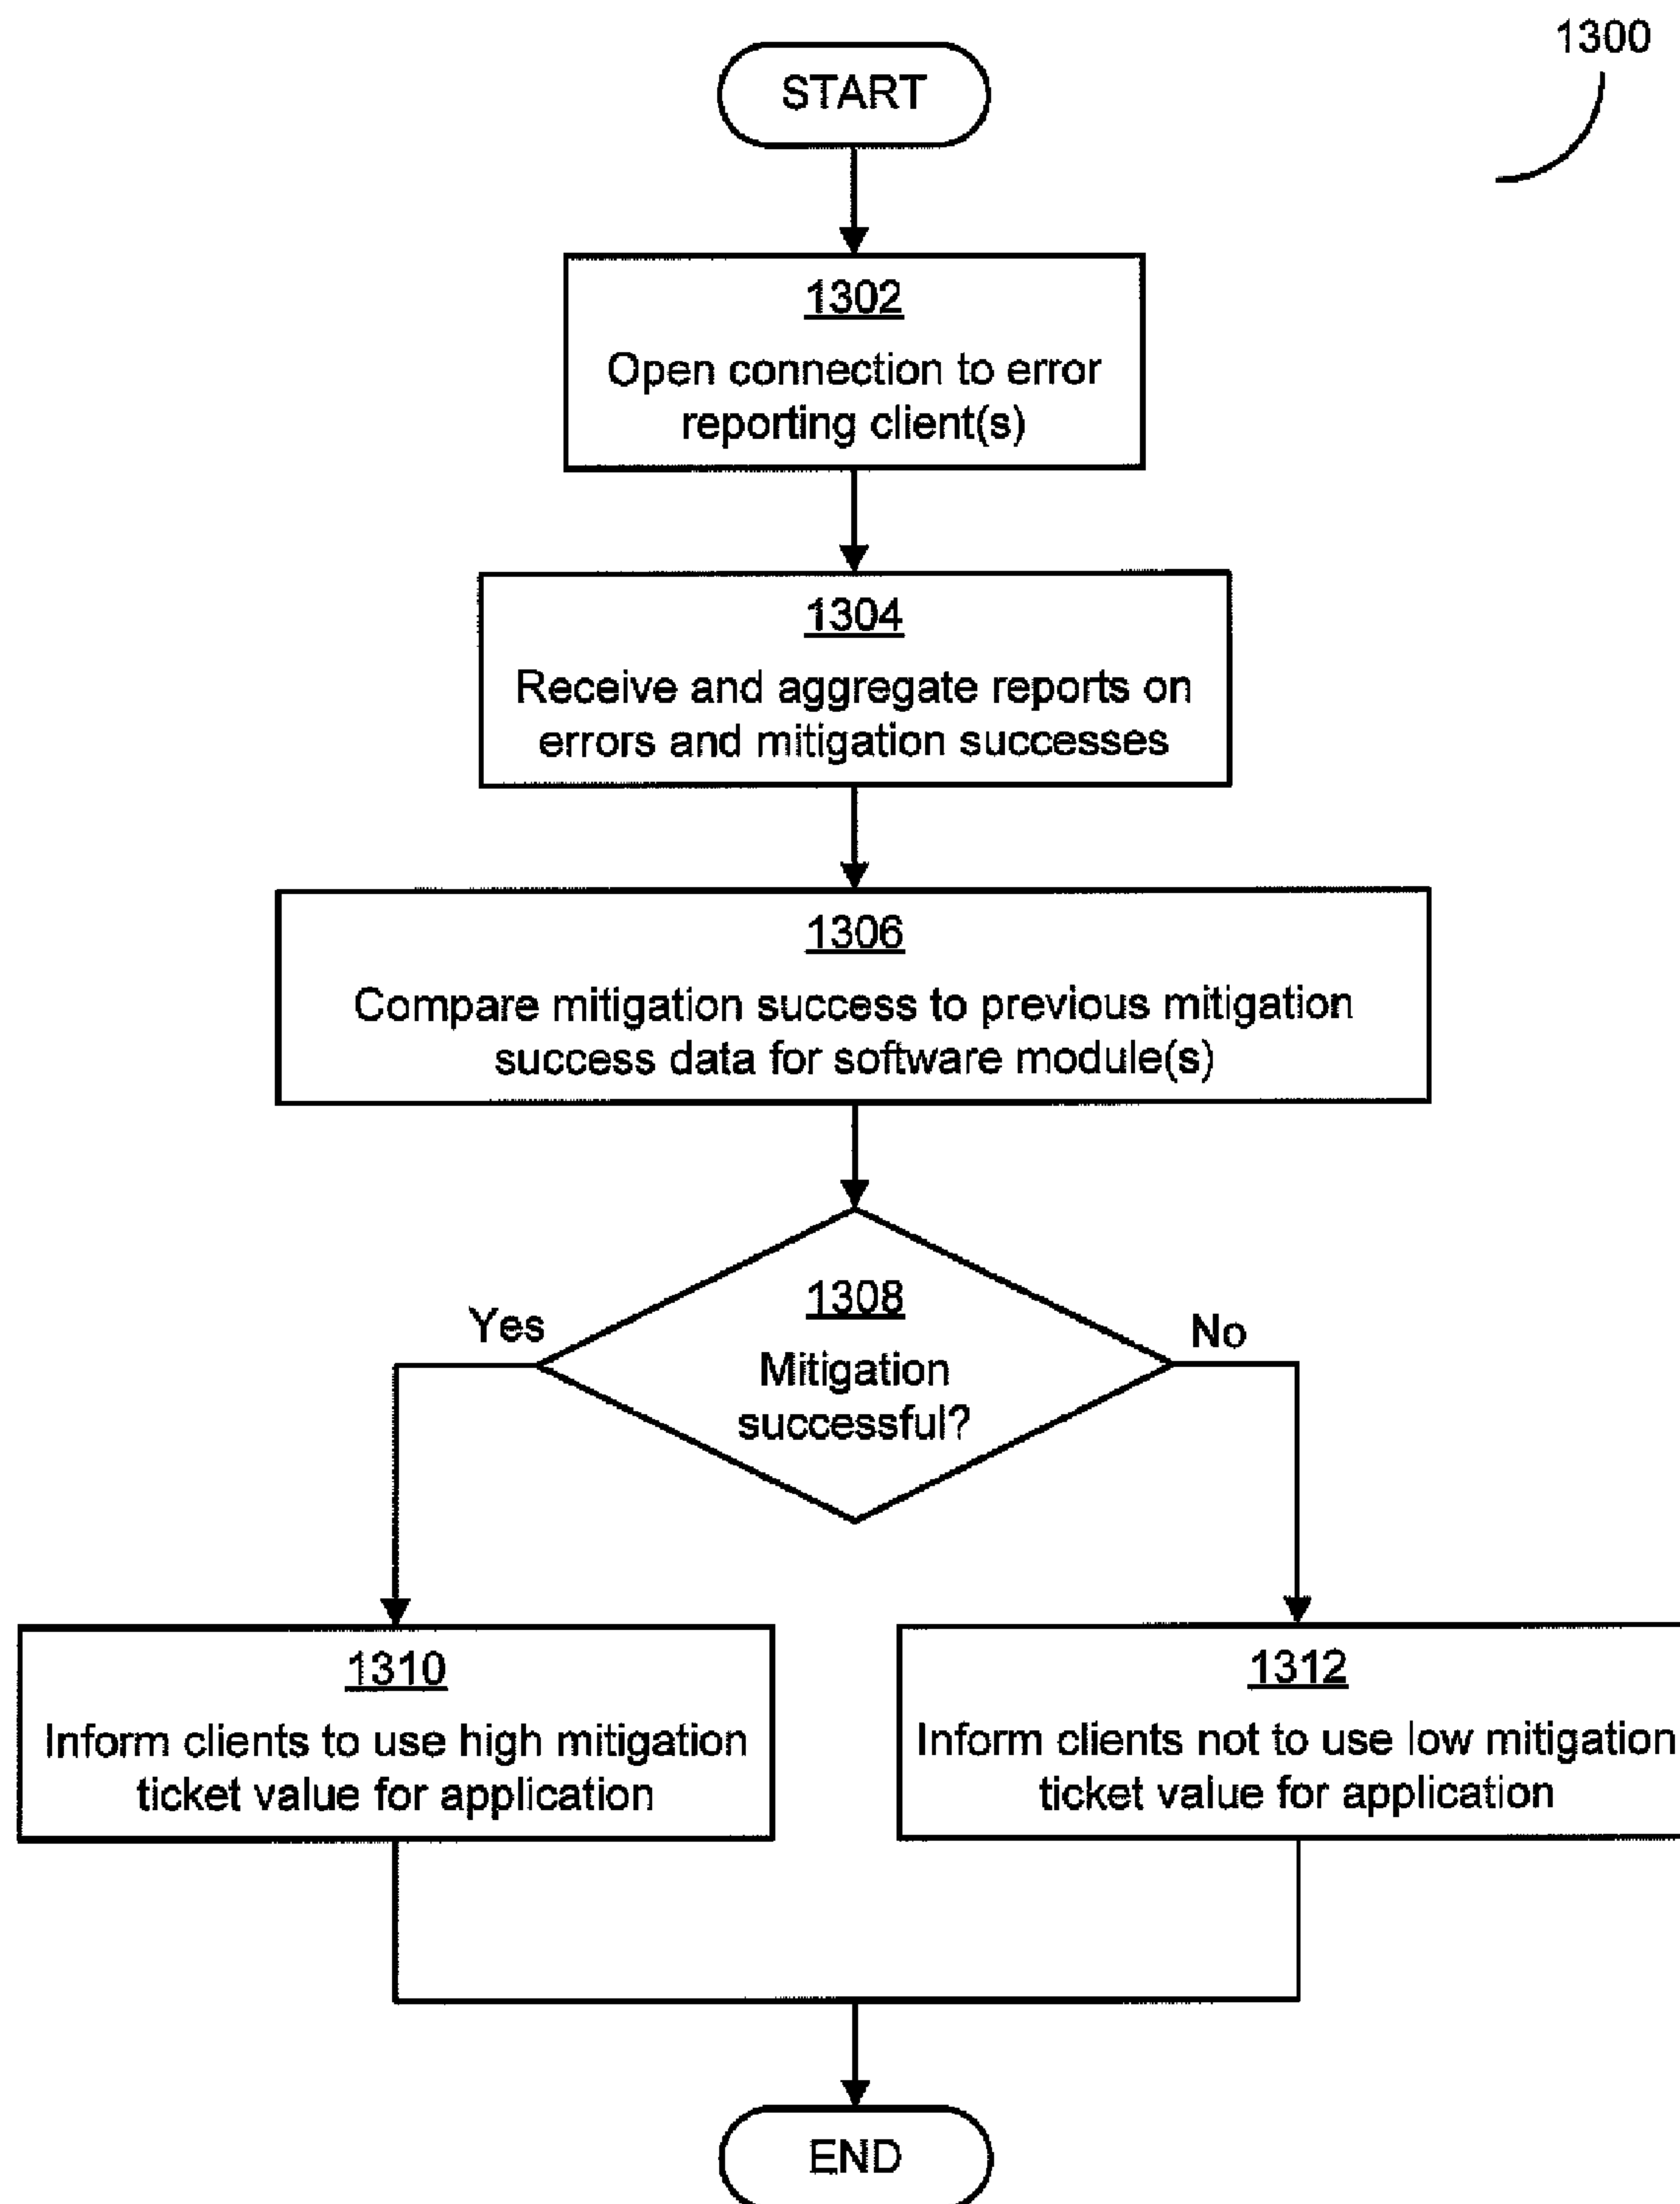 1300
START
1302
Open connection to error
reporting client(s)
1304
Receive and aggregate reports on
errors and mitigation successes
1306
Compare mitigation success to previous mitigation
success data for software module(s)
1308
Mitigation
successful?
Yes
No
1310
Inform clients to use high mitigation
ticket value for application
1312
Inform clients not to use low mitigation
ticket value for application
END